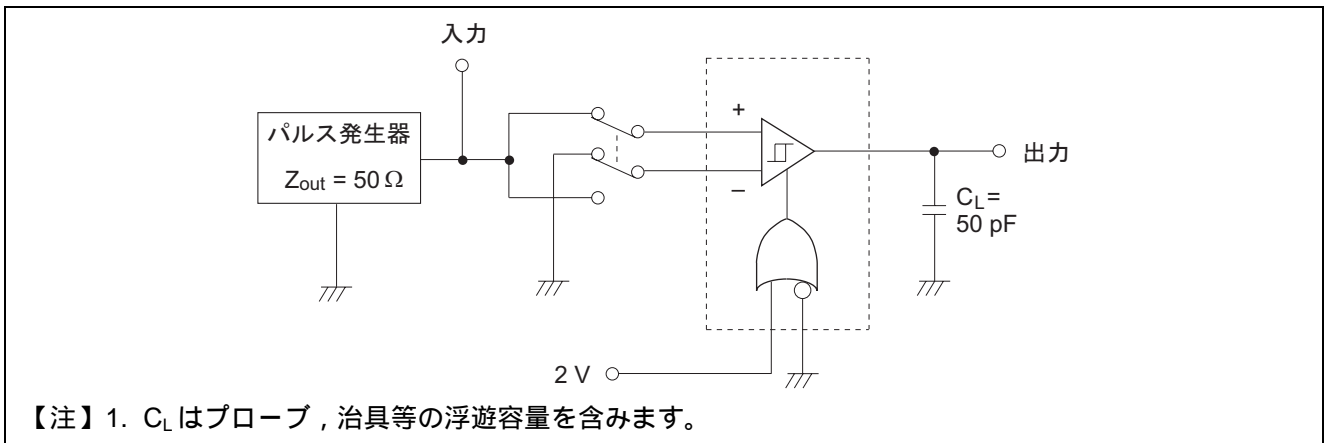 入力
パルス発生器
Zout = 50 Ω
+
−
出力
CL=
50 pF
2 V
【注】1. CL はプローブ , 治具等の浮遊容量を含みます。